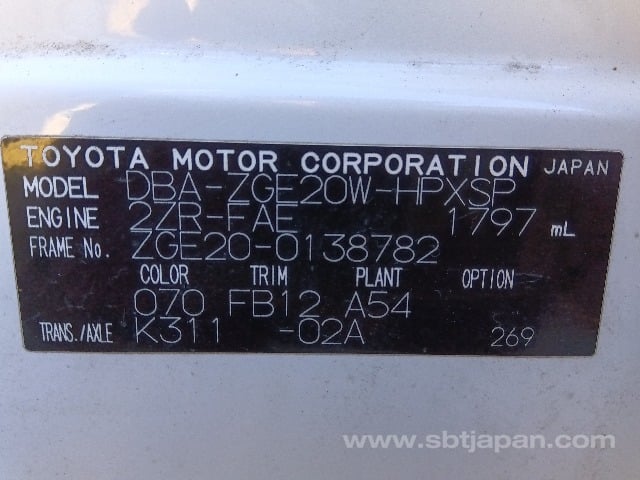 TOYOTA MOTOR CORPORATION JAPAN
MODEL DBA-ZGE20W-HPXSP
ENGINE 2ZR-FAE 1797 mL
FRAME No. ZGE20-0138782
COLOR TRIM PLANT OPTION
070 FB12 A54
TRANS./AXLE K311 -02A 269
www.sbtjapan.com